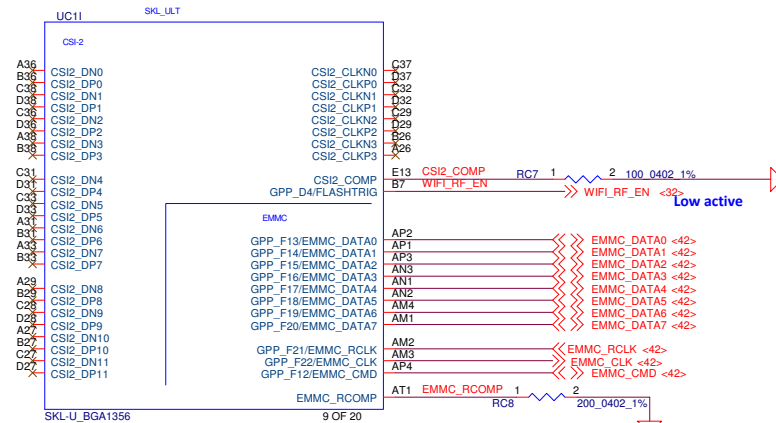 UC1I SKL_ULT
CSI-2
A36 CSI2_DN0 CSI2_CLKN0 C37
B36 CSI2_DP0 CSI2_CLKP0 D37
C38 CSI2_DN1 CSI2_CLKN1 C32
D38 CSI2_DP1 CSI2_CLKP1 D32
C36 CSI2_DN2 CSI2_CLKN2 C29
D36 CSI2_DP2 CSI2_CLKP2 D29
A38 CSI2_DN3 CSI2_CLKN3 B26
B38 CSI2_DP3 CSI2_CLKP3 A26
C31 CSI2_DN4 CSI2_COMP E13 CSI2_COMP RC7 1 2 100_0402_1%
D31 CSI2_DP4 GPP_D4/FLASHTRIG B7 WIFI_RF_EN WIFI_RF_EN <32>
Low active
C33 CSI2_DN5
D33 CSI2_DP5
A31 CSI2_DN6
EMMC
B31 CSI2_DP6 GPP_F13/EMMC_DATA0 AP2 EMMC_DATA0 <42>
A33 CSI2_DN7 GPP_F14/EMMC_DATA1 AP1 EMMC_DATA1 <42>
B33 CSI2_DP7 GPP_F15/EMMC_DATA2 AP3 EMMC_DATA2 <42>
GPP_F16/EMMC_DATA3 AN3 EMMC_DATA3 <42>
A29 CSI2_DN8 GPP_F17/EMMC_DATA4 AN1 EMMC_DATA4 <42>
B29 CSI2_DP8 GPP_F18/EMMC_DATA5 AN2 EMMC_DATA5 <42>
C28 CSI2_DN9 GPP_F19/EMMC_DATA6 AM4 EMMC_DATA6 <42>
D28 CSI2_DP9 GPP_F20/EMMC_DATA7 AM1 EMMC_DATA7 <42>
A27 CSI2_DN10
B27 CSI2_DP10 GPP_F21/EMMC_RCLK AM2 EMMC_RCLK <42>
C27 CSI2_DN11 GPP_F22/EMMC_CLK AM3 EMMC_CLK <42>
D27 CSI2_DP11 GPP_F12/EMMC_CMD AP4 EMMC_CMD <42>
EMMC_RCOMP AT1 EMMC_RCOMP 1 2
RC8 200_0402_1%
SKL-U_BGA1356 9 OF 20